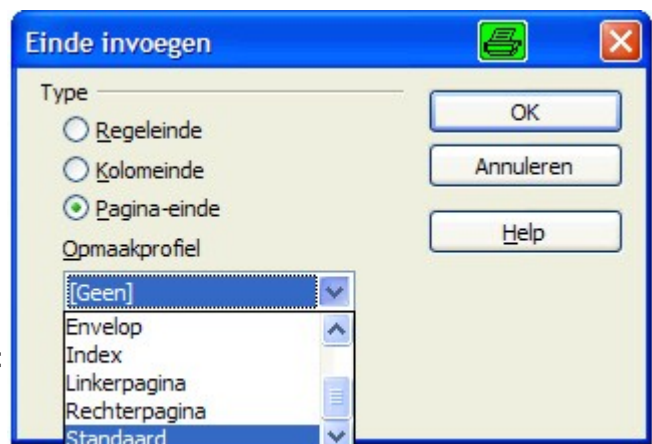 Einde invoegen
Type
Regeleinde
Kolomeinde
Pagina-einde
Opmaakprofiel
[Geen]
Envelop
Index
Linkerpagina
Rechterpagina
Standaard
OK
Annuleren
Help